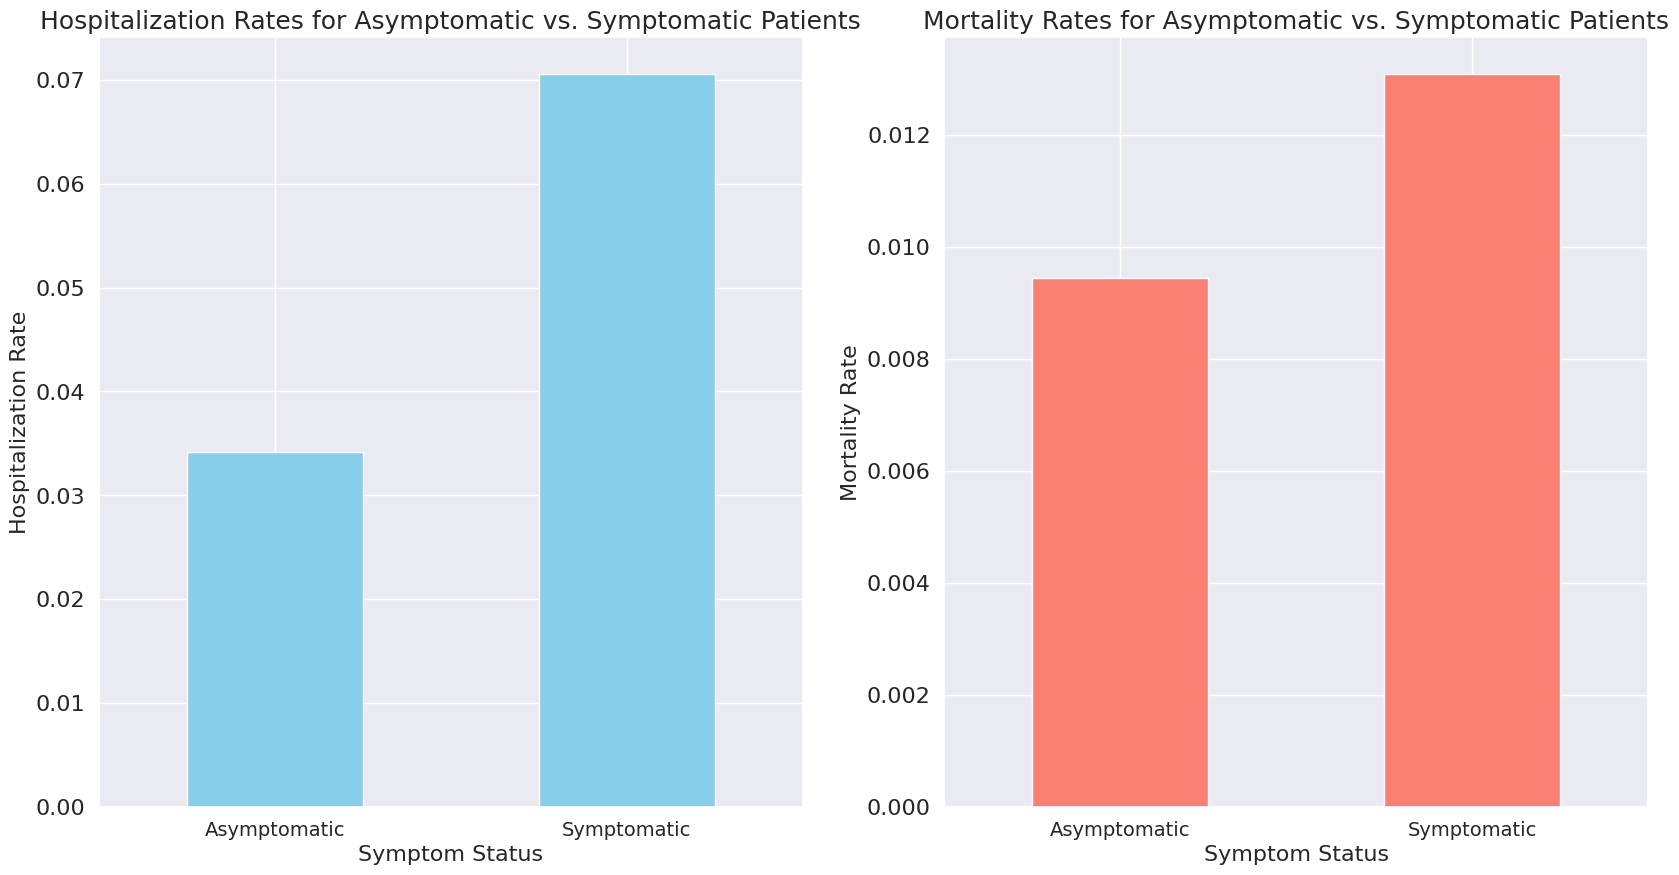 Hospitalization Rates for Asymptomatic vs. Symptomatic Patients
0.07
0.06
0.05
0.04
0.03
0.02
0.01
0.00
Hospitalization Rate
Asymptomatic Symptomatic
Symptom Status
Mortality Rates for Asymptomatic vs. Symptomatic Patients
0.012
0.010
0.008
0.006
0.004
0.002
0.000
Mortality Rate
Asymptomatic Symptomatic
Symptom Status